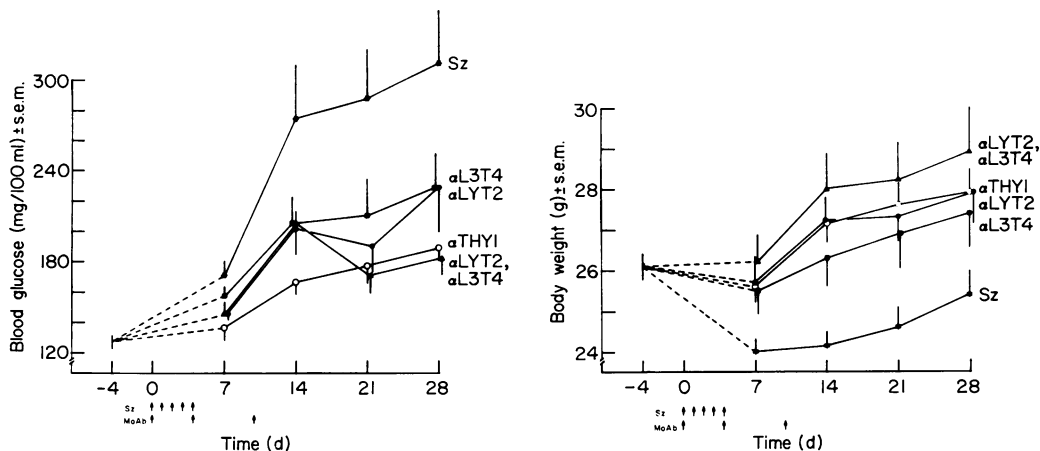 Blood glucose (mg/100 ml) ± s.e.m.
300
240
180
120
Sz
αL3T4
αLYT2
αTHY1
αLYT2,
αL3T4
-4 0 7 14 21 28
Sz
MoAb
Time (d)
Body weight (g) ± s.e.m.
30
28
26
24
αLYT2,
αL3T4
αTHY1
αLYT2
αL3T4
Sz
-4 0 7 14 21 28
Sz
MoAb
Time (d)